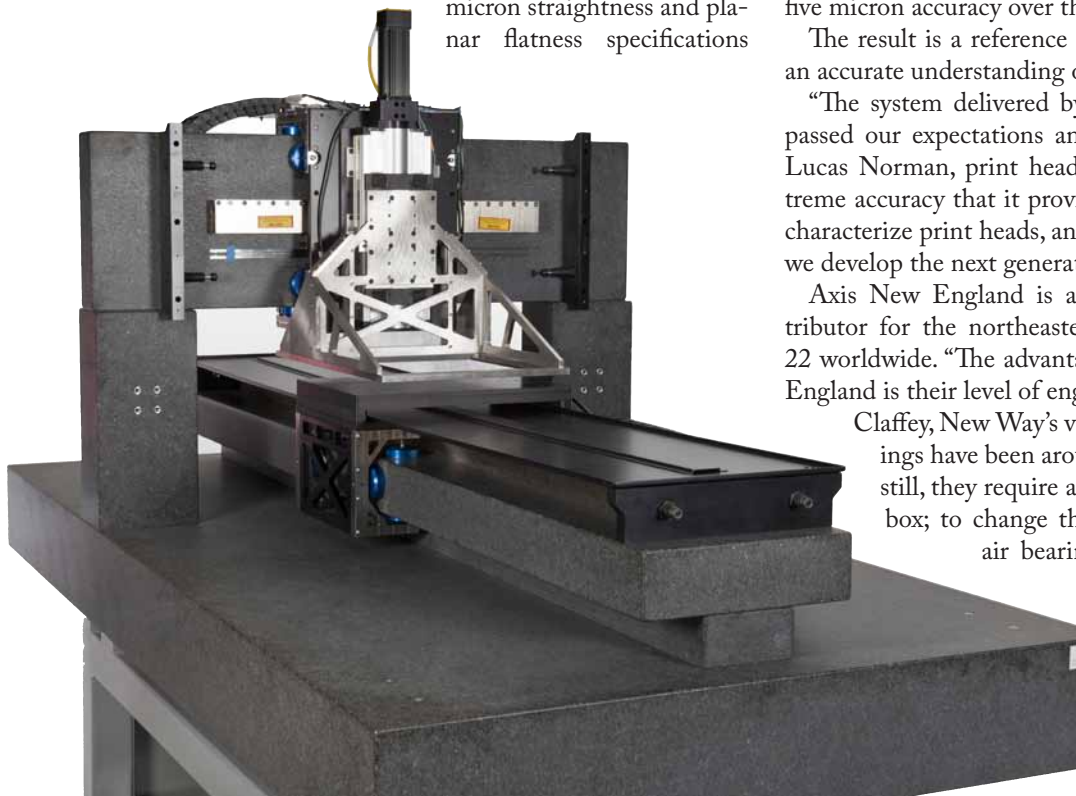 micron straightness and pla-
nar flatness specifications
five micron accuracy over th
The result is a reference
an accurate understanding o
“The system delivered by
passed our expectations an
Lucas Norman, print head
treme accuracy that it provi
characterize print heads, an
we develop the next generat
Axis New England is a
tributor for the northeaste
22 worldwide. “The advanta
England is their level of eng
Claffey, New Way’s v
ings have been arou
still, they require a
box; to change th
air bearin